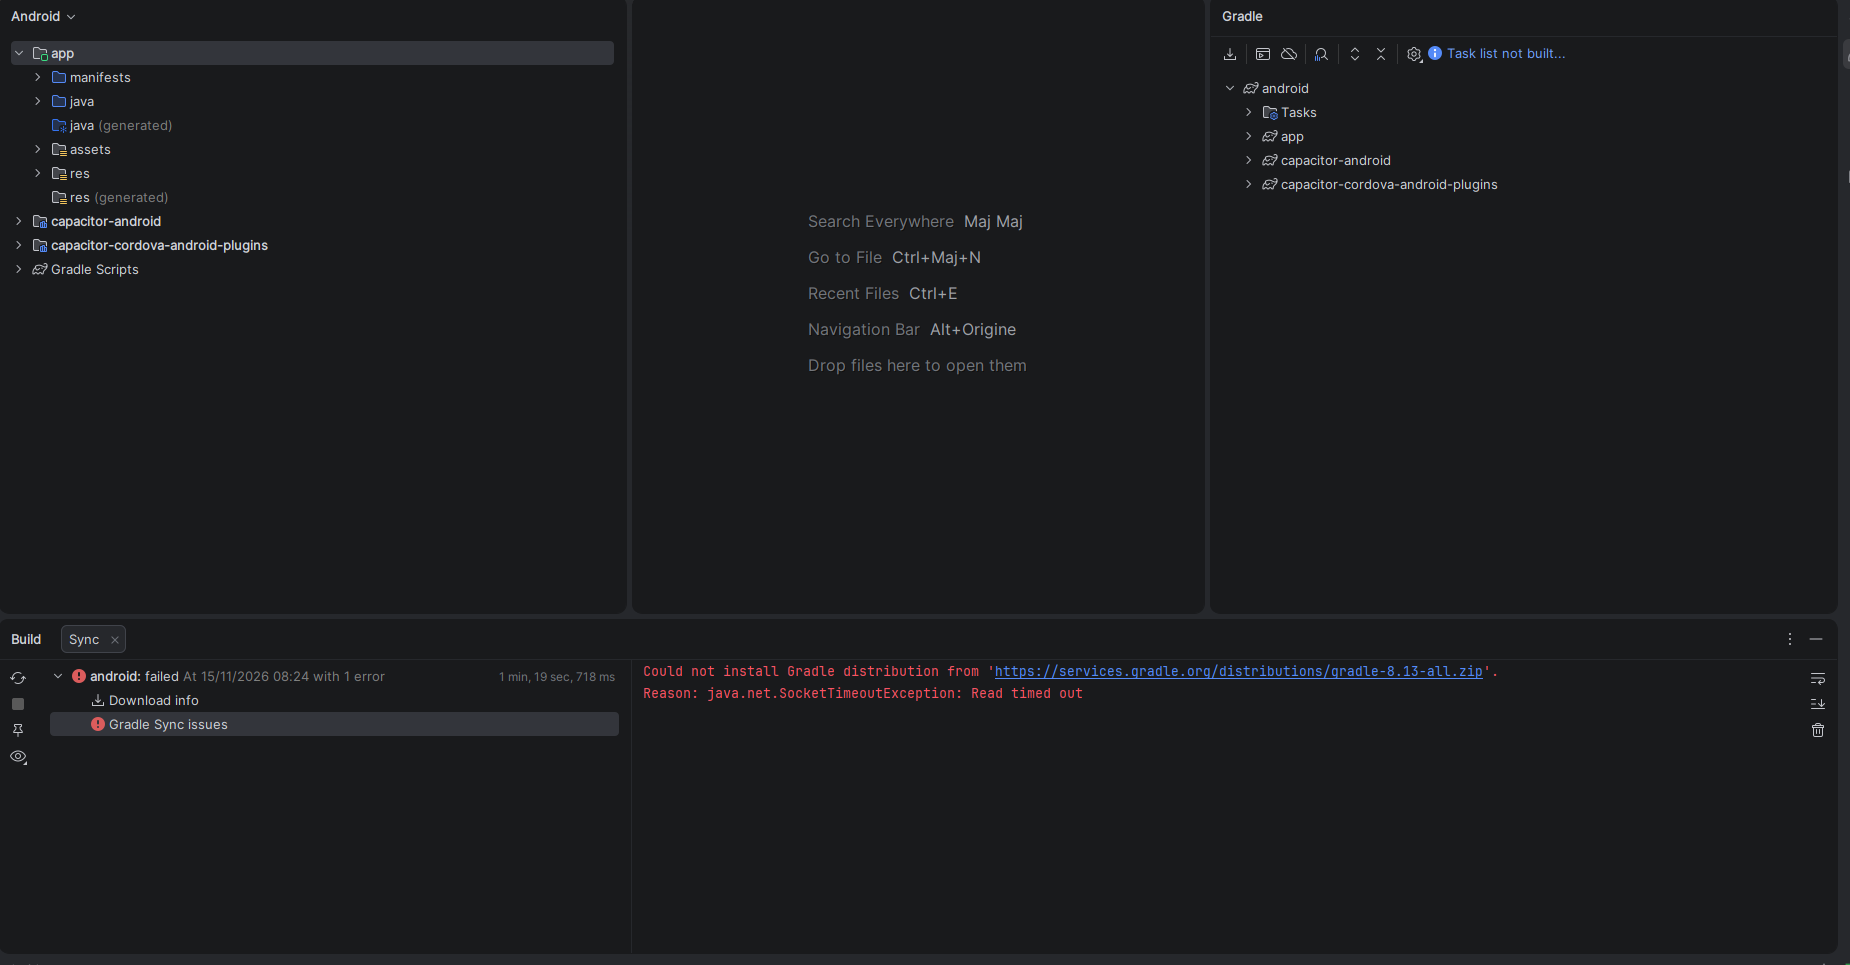 Android
app
manifests
java
java (generated)
assets
res
res (generated)
capacitor-android
capacitor-cordova-android-plugins
Gradle Scripts
Search Everywhere Maj Maj
Go to File Ctrl+Maj+N
Recent Files Ctrl+E
Navigation Bar Alt+Origine
Drop files here to open them
Gradle
Task list not built...
android
Tasks
app
capacitor-android
capacitor-cordova-android-plugins
Build Sync
android: failed At 15/11/2026 08:24 with 1 error 1 min, 19 sec, 718 ms
Download info
Gradle Sync issues
Could not install Gradle distribution from 'https://services.gradle.org/distributions/gradle-8.13-all.zip'.
Reason: java.net.SocketTimeoutException: Read timed out